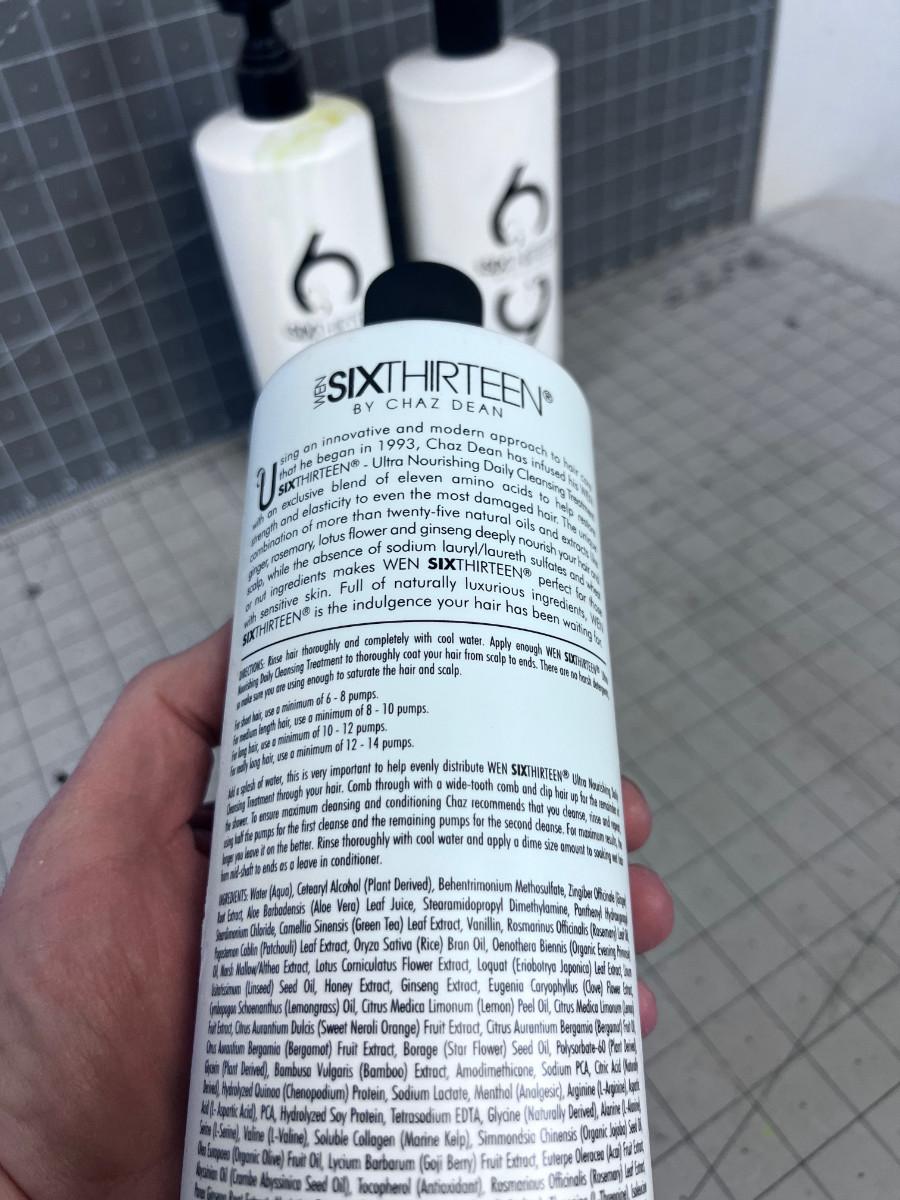 WEN SIXTHIRTEEN®
BY CHAZ DEAN
Using an innovative and modern approach to hair
that he began in 1993, Chaz Dean has infused his WEN
SIXTHIRTEEN® - Ultra Nourishing Daily Cleansing Treatment
with an exclusive blend of eleven amino acids to help
strength and elasticity to even the most damaged hair. The unique
combination of more than twenty-five natural oils and extracts
ginger, rosemary, lotus flower and ginseng deeply nourish your hair and
scalp, while the absence of sodium lauryl/laureth sulfates and wheat
or nut ingredients makes WEN SIXTHIRTEEN® perfect for those
with sensitive skin. Full of naturally luxurious ingredients, WEN
SIXTHIRTEEN® is the indulgence your hair has been waiting for.
DIRECTIONS: Rinse hair thoroughly and completely with cool water. Apply enough WEN SIXTHIRTEEN® Ultra
Nourishing Daily Cleansing Treatment to thoroughly coat your hair from scalp to ends. There are no harsh detergents,
so make sure you are using enough to saturate the hair and scalp.
For short hair, use a minimum of 6 - 8 pumps.
For medium length hair, use a minimum of 8 - 10 pumps.
For long hair, use a minimum of 10 - 12 pumps.
For really long hair, use a minimum of 12 - 14 pumps.
Add a splash of water, this is very important to help evenly distribute WEN SIXTHIRTEEN® Ultra Nourishing Daily
Cleansing Treatment through your hair. Comb through with a wide-tooth comb and clip hair up for the remainder of
the shower. To ensure maximum cleansing and conditioning Chaz recommends that you cleanse, rinse and repeat,
using half the pumps for the first cleanse and the remaining pumps for the second cleanse. For maximum results, the
longer you leave it on the better. Rinse thoroughly with cool water and apply a dime size amount to soaking wet hair
from mid-shaft to ends as a leave in conditioner.
INGREDIENTS: Water (Aqua), Cetearyl Alcohol (Plant Derived), Behentrimonium Methosulfate, Zingiber Officinale (Ginger)
Root Extract, Aloe Barbadensis (Aloe Vera) Leaf Juice, Stearamidopropyl Dimethylamine, Panthenyl Hydroxypropyl
Steardimonium Chloride, Camellia Sinensis (Green Tea) Leaf Extract, Vanillin, Rosmarinus Officinalis (Rosemary) Leaf Oil,
Pogostemon Cablin (Patchouli) Leaf Extract, Oryza Sativa (Rice) Bran Oil, Oenothera Biennis (Organic Evening Primrose)
Oil, Marsh Mallow/Althea Extract, Lotus Corniculatus Flower Extract, Loquat (Eriobotrya Japonica) Leaf Extract, Linum
Usitatissimum (Linseed) Seed Oil, Honey Extract, Ginseng Extract, Eugenia Caryophyllus (Clove) Flower Extract,
Cymbopogon Schoenanthus (Lemongrass) Oil, Citrus Medica Limonum (Lemon) Peel Oil, Citrus Medica Limonum (Lemon)
Fruit Extract, Citrus Aurantium Dulcis (Sweet Neroli Orange) Fruit Extract, Citrus Aurantium Bergamia (Bergamot) Fruit Oil,
Citrus Aurantium Bergamia (Bergamot) Fruit Extract, Borage (Star Flower) Seed Oil, Polysorbate-60 (Plant Derived),
Glycerin (Plant Derived), Bambusa Vulgaris (Bamboo) Extract, Amodimethicone, Sodium PCA, Citric Acid (Naturally
Derived), Hydrolyzed Quinoa (Chenopodium) Protein, Sodium Lactate, Menthol (Analgesic), Arginine (L-Arginine), Aspartic
Acid (L-Aspartic Acid), PCA, Hydrolyzed Soy Protein, Tetrasodium EDTA, Glycine (Naturally Derived), Alanine (L-Alanine),
Serine (L-Serine), Valine (L-Valine), Soluble Collagen (Marine Kelp), Simmondsia Chinensis (Organic Jojoba) Seed Oil,
Olea Europaea (Organic Olive) Fruit Oil, Lycium Barbarum (Goji Berry) Fruit Extract, Euterpe Oleracea (Acai) Fruit Extract,
Abyssinian Oil (Crambe Abyssinica Seed Oil), Tocopherol (Antioxidant), Rosmarinus Officinalis (Rosemary) Leaf Extract,